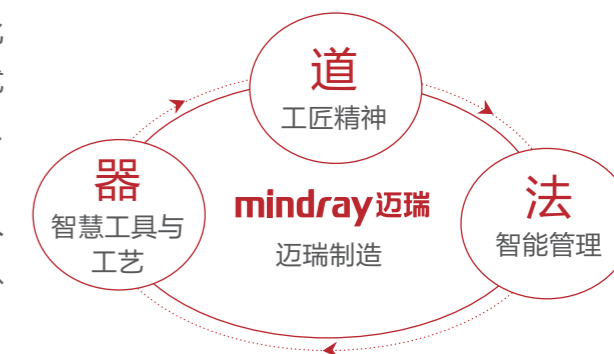 道
工匠精神
器
智慧工具与
工艺
mindray迈瑞
迈瑞制造
法
智能管理